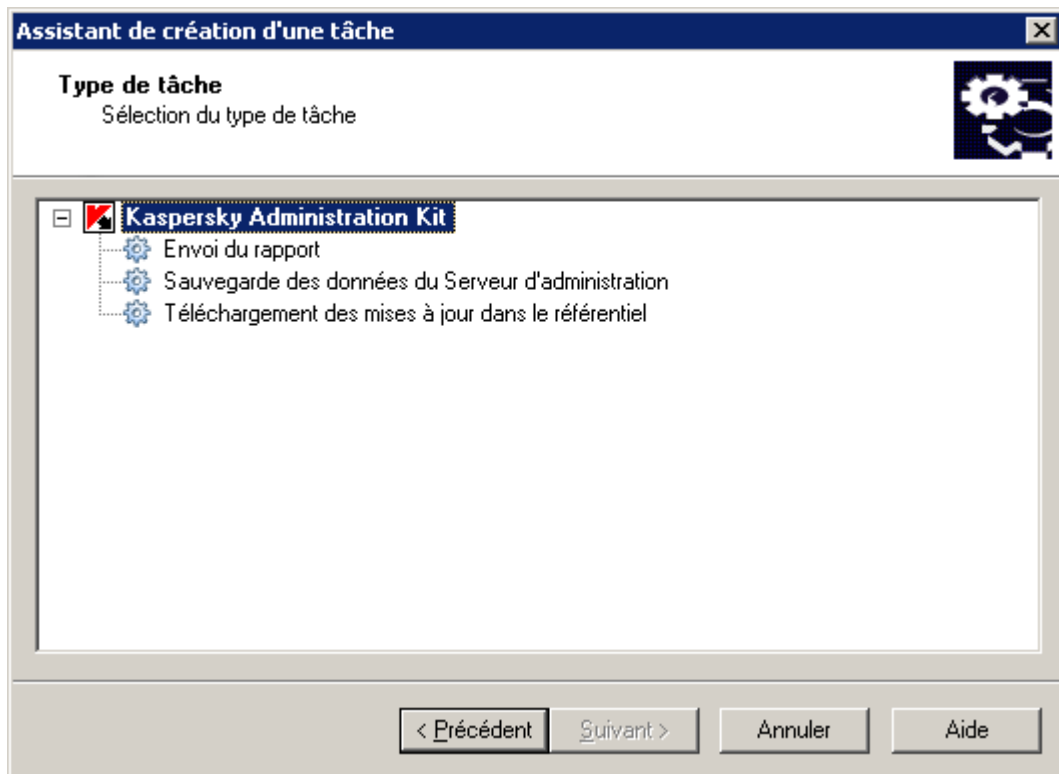 Assistant de création d'une tâche
Type de tâche
Sélection du type de tâche
Kaspersky Administration Kit
Envoi du rapport
Sauvegarde des données du Serveur d'administration
Téléchargement des mises à jour dans le référentiel
< Précédent
Suivant >
Annuler
Aide